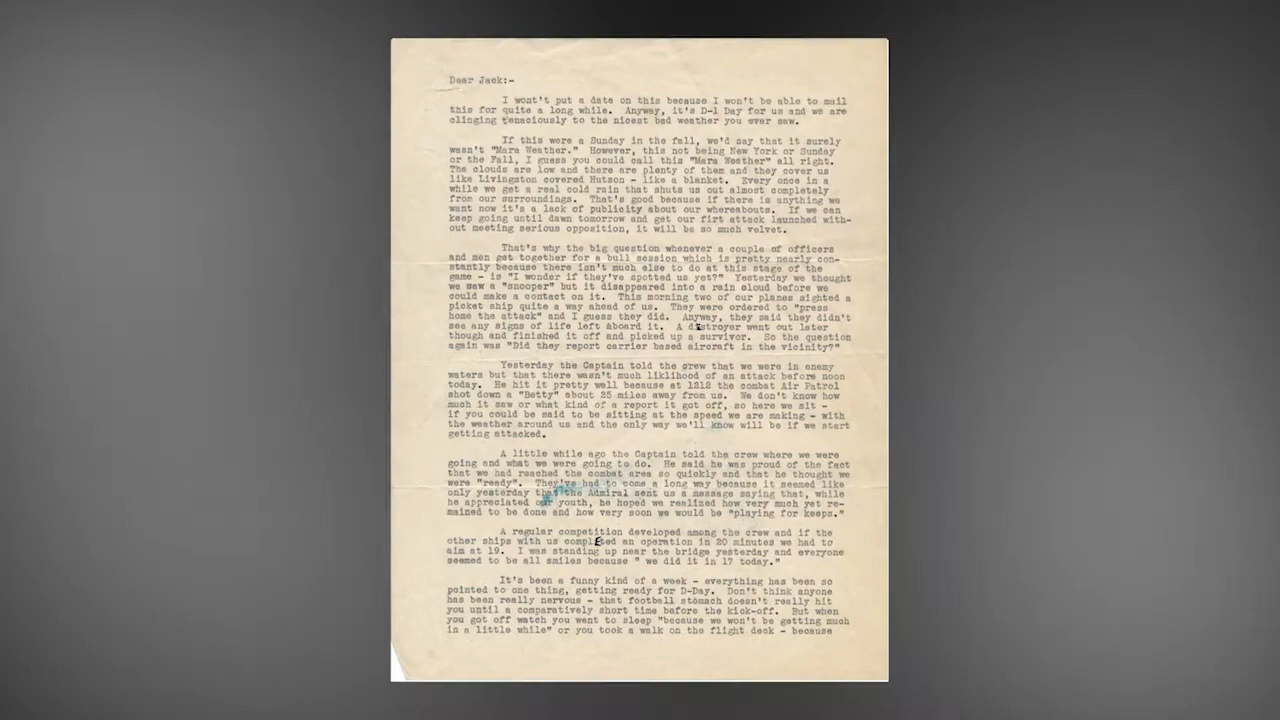 Dear Jack:-
I wont't put a date on this because I won't be able to mail
this for quite a long while. Anyway, it's D-1 Day for us and we are
clinging tenaciously to the nicest bad weather you ever saw.
If this were a Sunday in the fall, we'd say that it surely
wasn't "Mara Weather." However, this not being New York or Sunday
or the Fall, I guess you could call this "Mara Weather" all right.
The clouds are low and there are plenty of them and they cover us
like Livingston covered Hutson - like a blanket. Every once in a
while we get a real cold rain that shuts us out almost completely
from our surroundings. That's good because if there is anything we
want now it's a lack of publicity about our whereabouts. If we can
keep going until dawn tomorrow and get our firt attack launched with-
out meeting serious opposition, it will be so much velvet.
That's why the big question whenever a couple of officers
and men get together for a bull session which is pretty nearly con-
stantly because there isn't much else to do at this stage of the
game - is "I wonder if they've spotted us yet?" Yesterday we thought
we saw a "snooper" but it disappeared into a rain cloud before we
could make a contact on it. This morning two of our planes sighted a
picket ship quite a way ahead of us. They were ordered to "press
home the attack" and I guess they did. Anyway, they said they didn't
see any signs of life left aboard it. A destroyer went out later
though and finished it off and picked up a survivor. So the question
again was "Did they report carrier based aircraft in the vicinity?"
Yesterday the Captain told the crew that we were in enemy
waters but that there wasn't much liklihood of an attack before noon
today. He hit it pretty well because at 1212 the combat Air Patrol
shot down a "Betty" about 25 miles away from us. We don't know how
much it saw or what kind of a report it got off, so here we sit -
if you could be said to be sitting at the speed we are making - with
the weather around us and the only way we'll know will be if we start
getting attacked.
A little while ago the Captain told the crew where we were
going and what we were going to do. He said he was proud of the fact
that we had reached the combat area so quickly and that he thought we
were "ready". They've had to come a long way because it seemed like
only yesterday that the Admiral sent us a message saying that, while
he appreciated our youth, he hoped we realized how very much yet re-
mained to be done and how very soon we would be "playing for keeps."
A regular competition developed among the crew and if the
other ships with us completed an operation in 20 minutes we had to
aim at 19. I was standing up near the bridge yesterday and everyone
seemed to be all smiles because " we did it in 17 today."
It's been a funny kind of a week - everything has been so
pointed to one thing, getting ready for D-Day. Don't think anyone
has been really nervous - that football stomach doesn't really hit
you until a comparatively short time before the kick-off. But when
you got off watch you want to sleep "because we won't be getting much
in a little while" or you took a walk on the flight deck - because